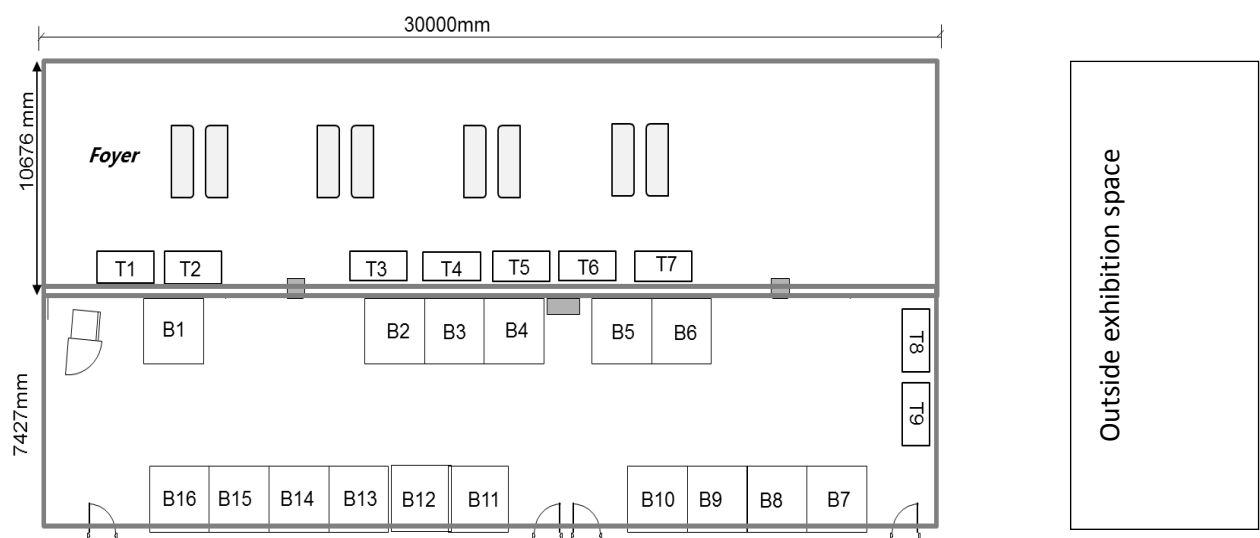 30000mm
10676 mm
Foyer
T1 T2 T3 T4 T5 T6 T7
B1 B2 B3 B4 B5 B6
T8
T9
7427mm
B16 B15 B14 B13 B12 B11 B10 B9 B8 B7
Outside exhibition space